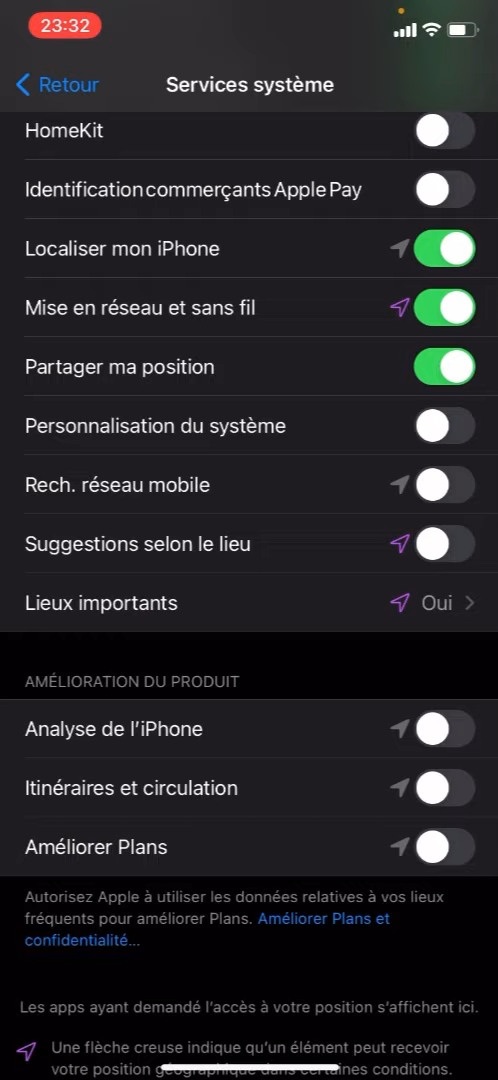 23:32
Retour
Services système
HomeKit
Identification commerçants Apple Pay
Localiser mon iPhone
Mise en réseau et sans fil
Partager ma position
Personnalisation du système
Rech. réseau mobile
Suggestions selon le lieu
Lieux importants Oui
AMÉLIORATION DU PRODUIT
Analyse de l'iPhone
Itinéraires et circulation
Améliorer Plans
Autorisez Apple à utiliser les données relatives à vos lieux
fréquents pour améliorer Plans. Améliorer Plans et
confidentialité...
Les apps ayant demandé l'accès à votre position s'affichent ici.
Une flèche creuse indique qu'un élément peut recevoir
votre position géographique dans certaines conditions.